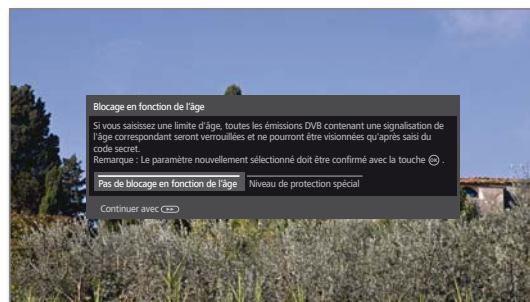 Blocage en fonction de l'âge
Si vous saisissez une limite d'âge, toutes les émissions DVB contenant une signalisation de
l'âge correspondant seront verrouillées et ne pourront être visionnées qu'après saisi du
code secret.
Remarque : Le paramètre nouvellement sélectionné doit être confirmé avec la touche OK .
Pas de blocage en fonction de l'âge Niveau de protection spécial
Continuer avec